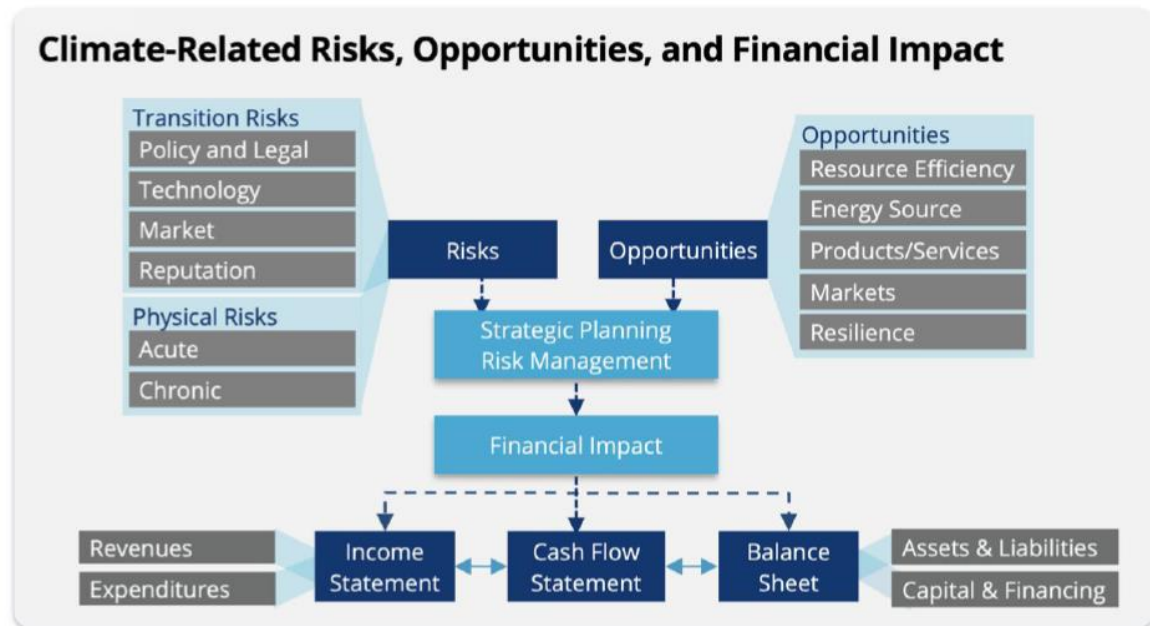 Climate-Related Risks, Opportunities, and Financial Impact
Transition Risks
Policy and Legal
Technology
Market
Reputation
Physical Risks
Acute
Chronic
Risks
Opportunities
Opportunities
Resource Efficiency
Energy Source
Products/Services
Markets
Resilience
Strategic Planning
Risk Management
Financial Impact
Revenues
Expenditures
Income
Statement
Cash Flow
Statement
Balance
Sheet
Assets & Liabilities
Capital & Financing